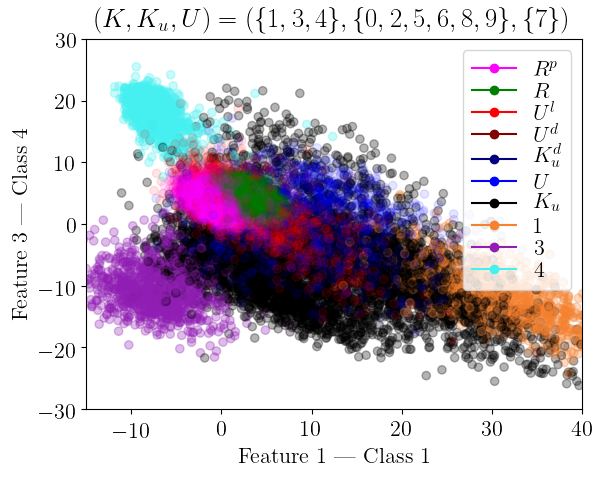 (K, K_u, U) = ({1, 3, 4}, {0, 2, 5, 6, 8, 9}, {7})
30
20
10
0
−10
−20
−30
Feature 3 — Class 4
R^p
R
U^l
U^d
K_u^d
U
K_u
1
3
4
−10
0
10
20
30
40
Feature 1 — Class 1